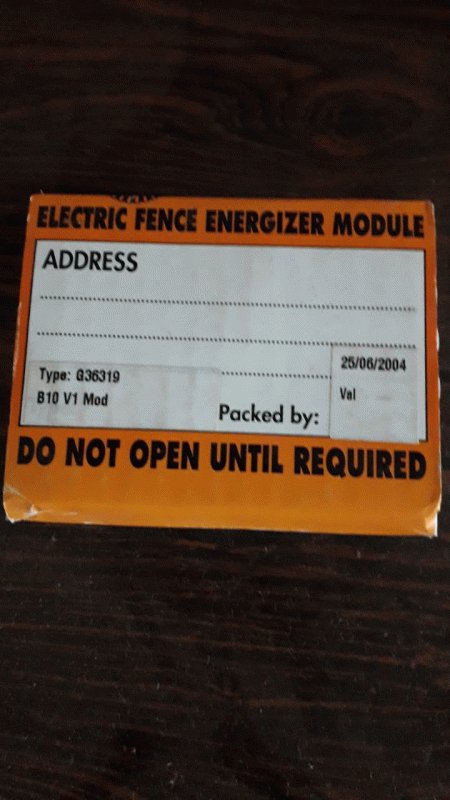 ELECTRIC FENCE ENERGIZER MODULE
ADDRESS
25/06/2004
Type: G36319
Val
B10 V1 Mod
Packed by:
DO NOT OPEN UNTIL REQUIRED